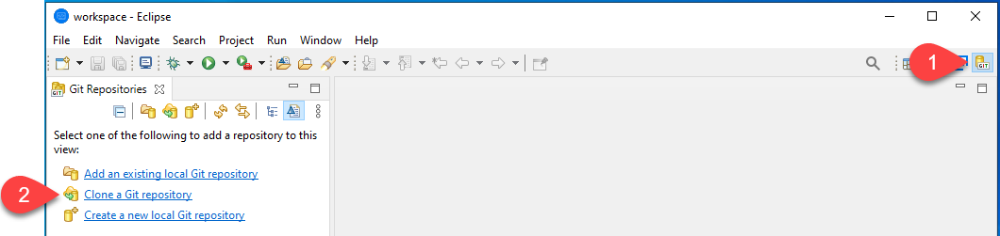 workspace - Eclipse
File Edit Navigate Search Project Run Window Help
1
GIT
GIT
Git Repositories
Select one of the following to add a repository to this
view:
Add an existing local Git repository
2
Clone a Git repository
Create a new local Git repository